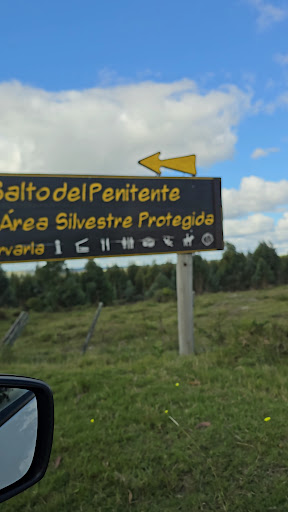 Salto del Penitente
Área Silvestre Protegida